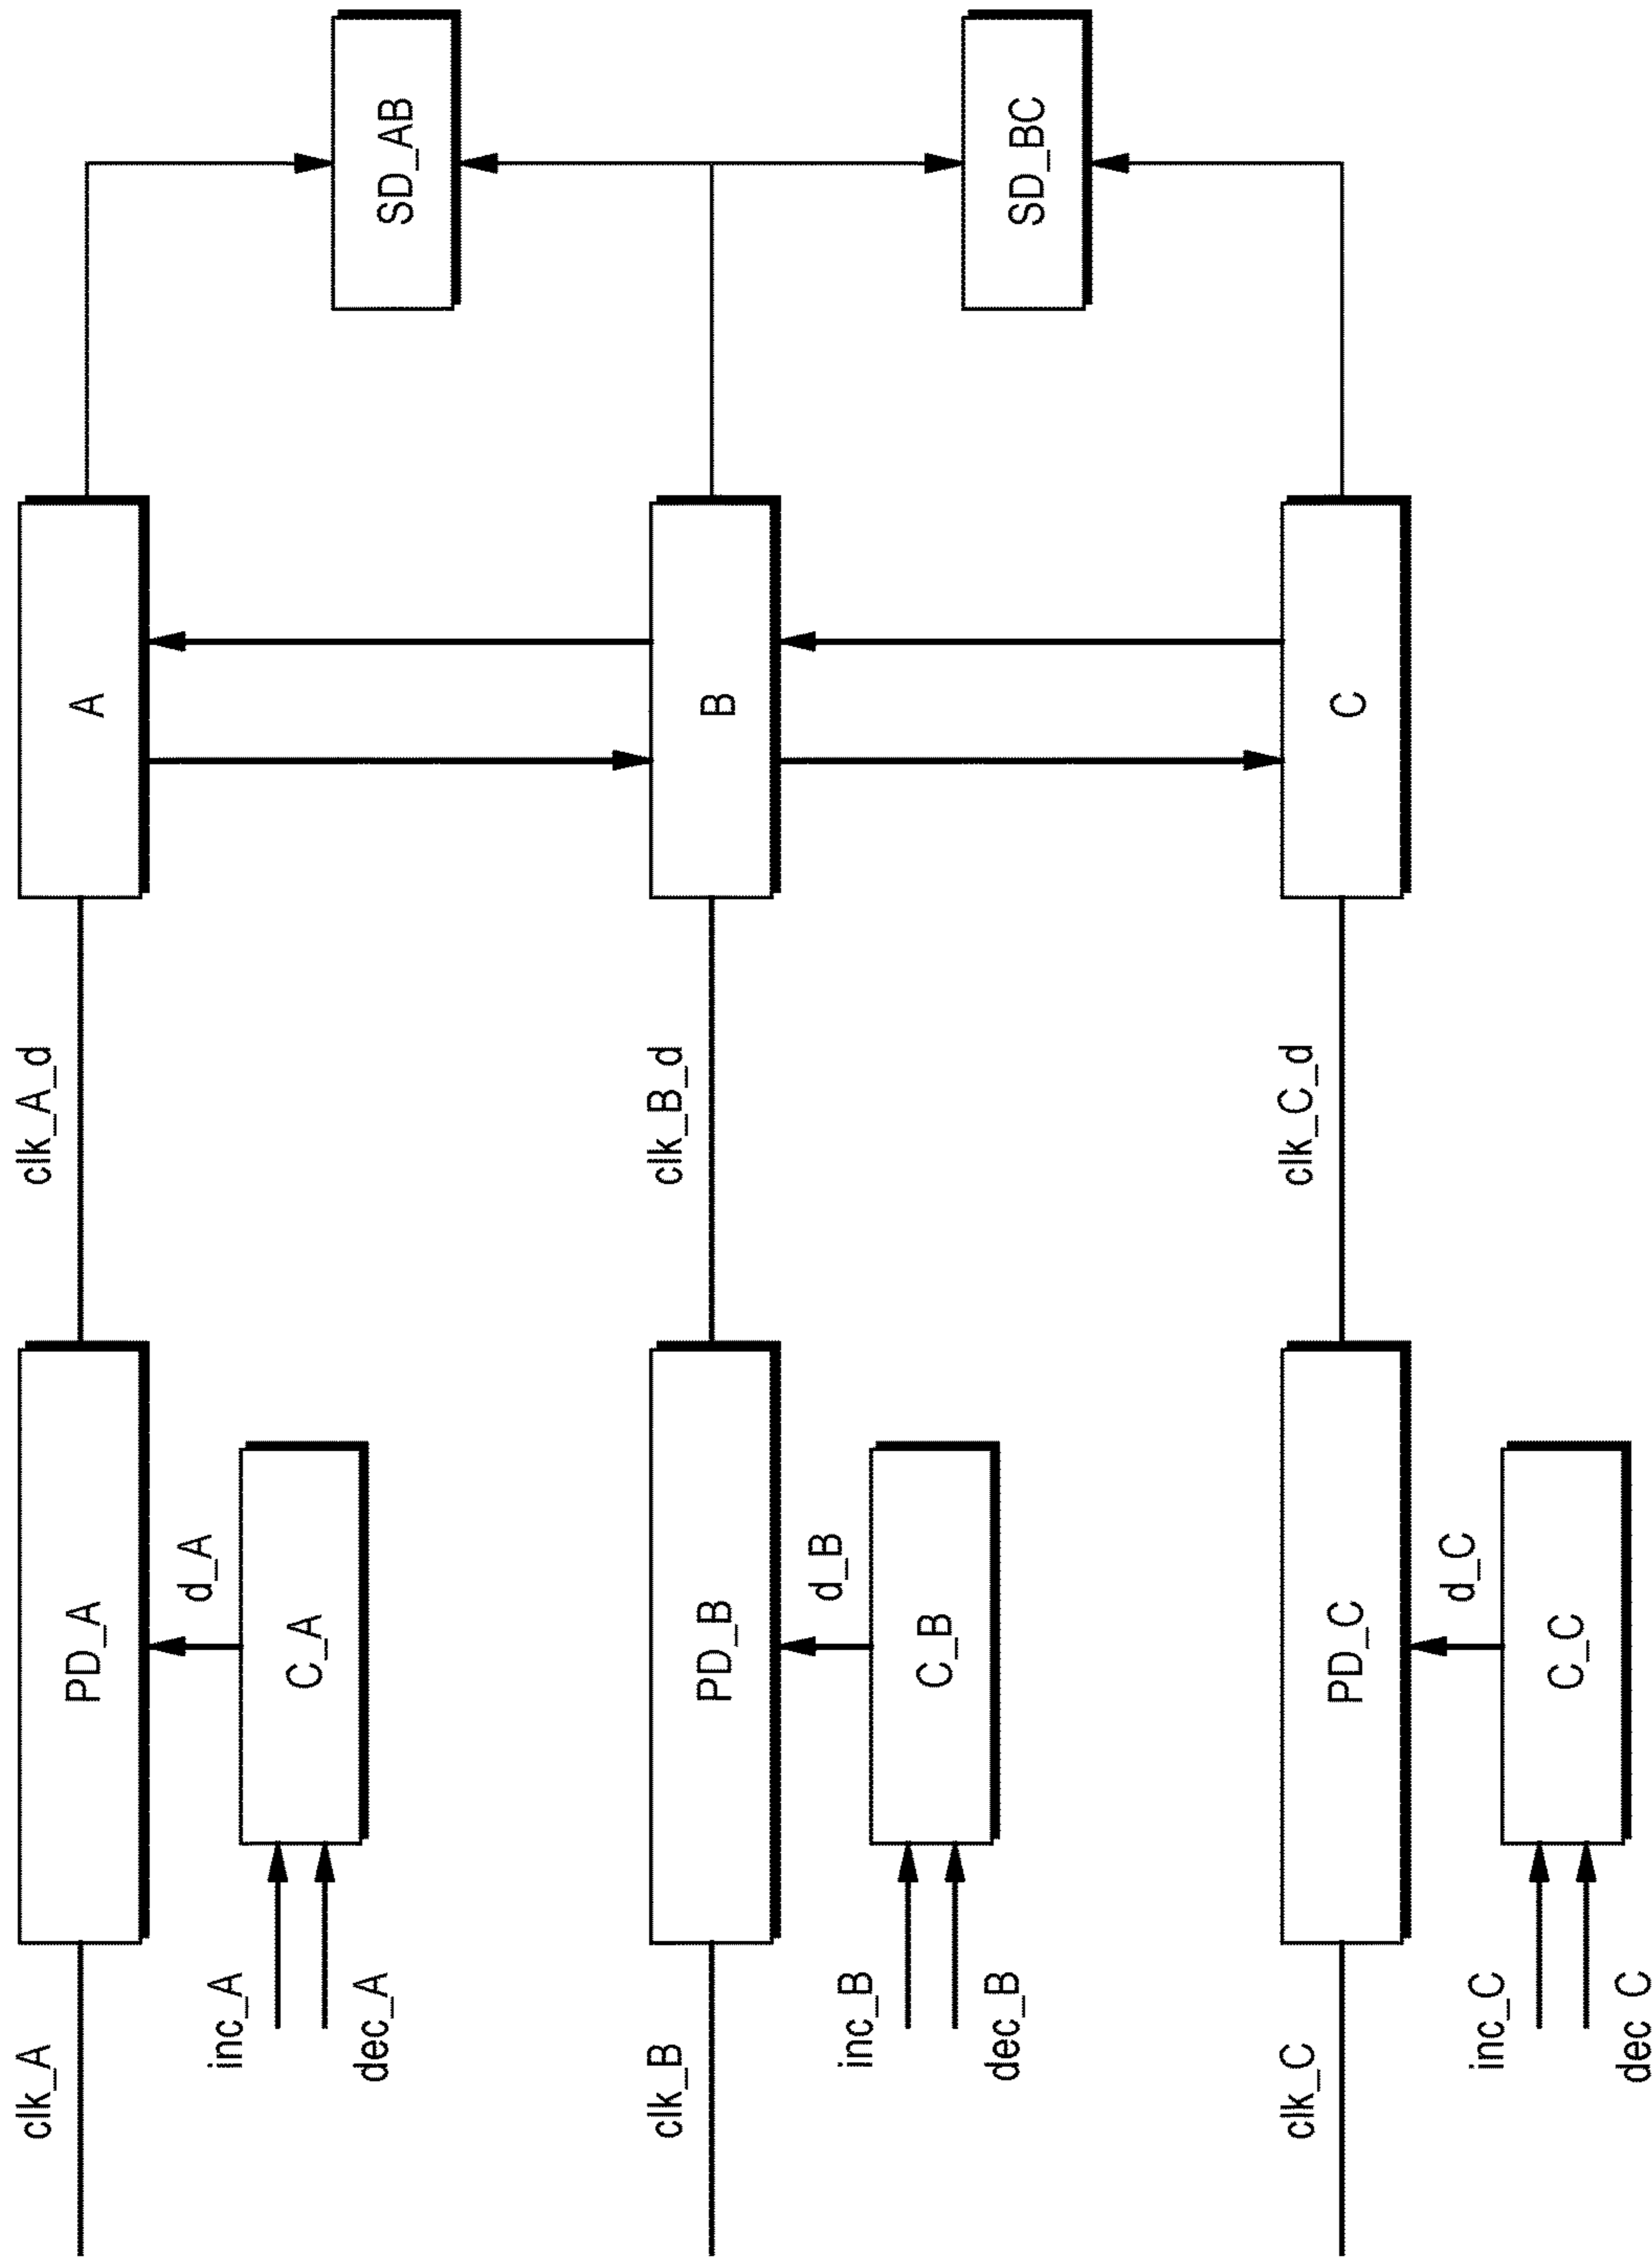 clk_A
inc_A
dec_A
PD_A
d_A
C_A
clk_A_d
A
SD_AB
clk_B
inc_B
dec_B
PD_B
d_B
C_B
clk_B_d
B
SD_BC
clk_C
inc_C
dec_C
PD_C
d_C
C_C
clk_C_d
C